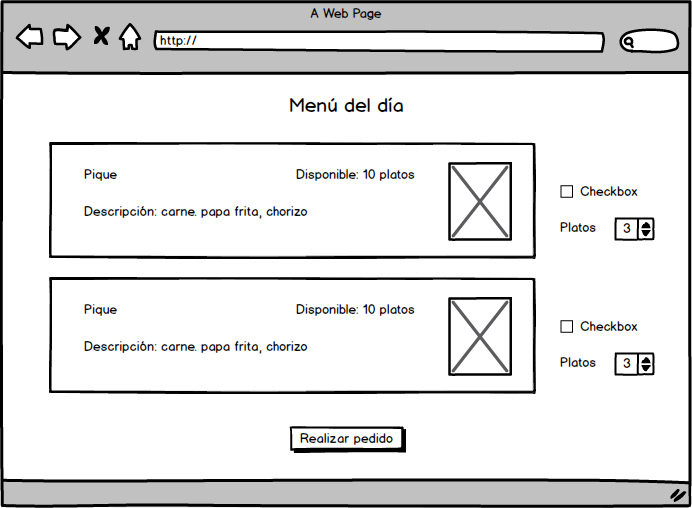 A Web Page
http://
Menú del día
Pique Disponible: 10 platos
Descripción: carne. papa frita, chorizo
Checkbox
Platos 3
Pique Disponible: 10 platos
Descripción: carne. papa frita, chorizo
Checkbox
Platos 3
Realizar pedido